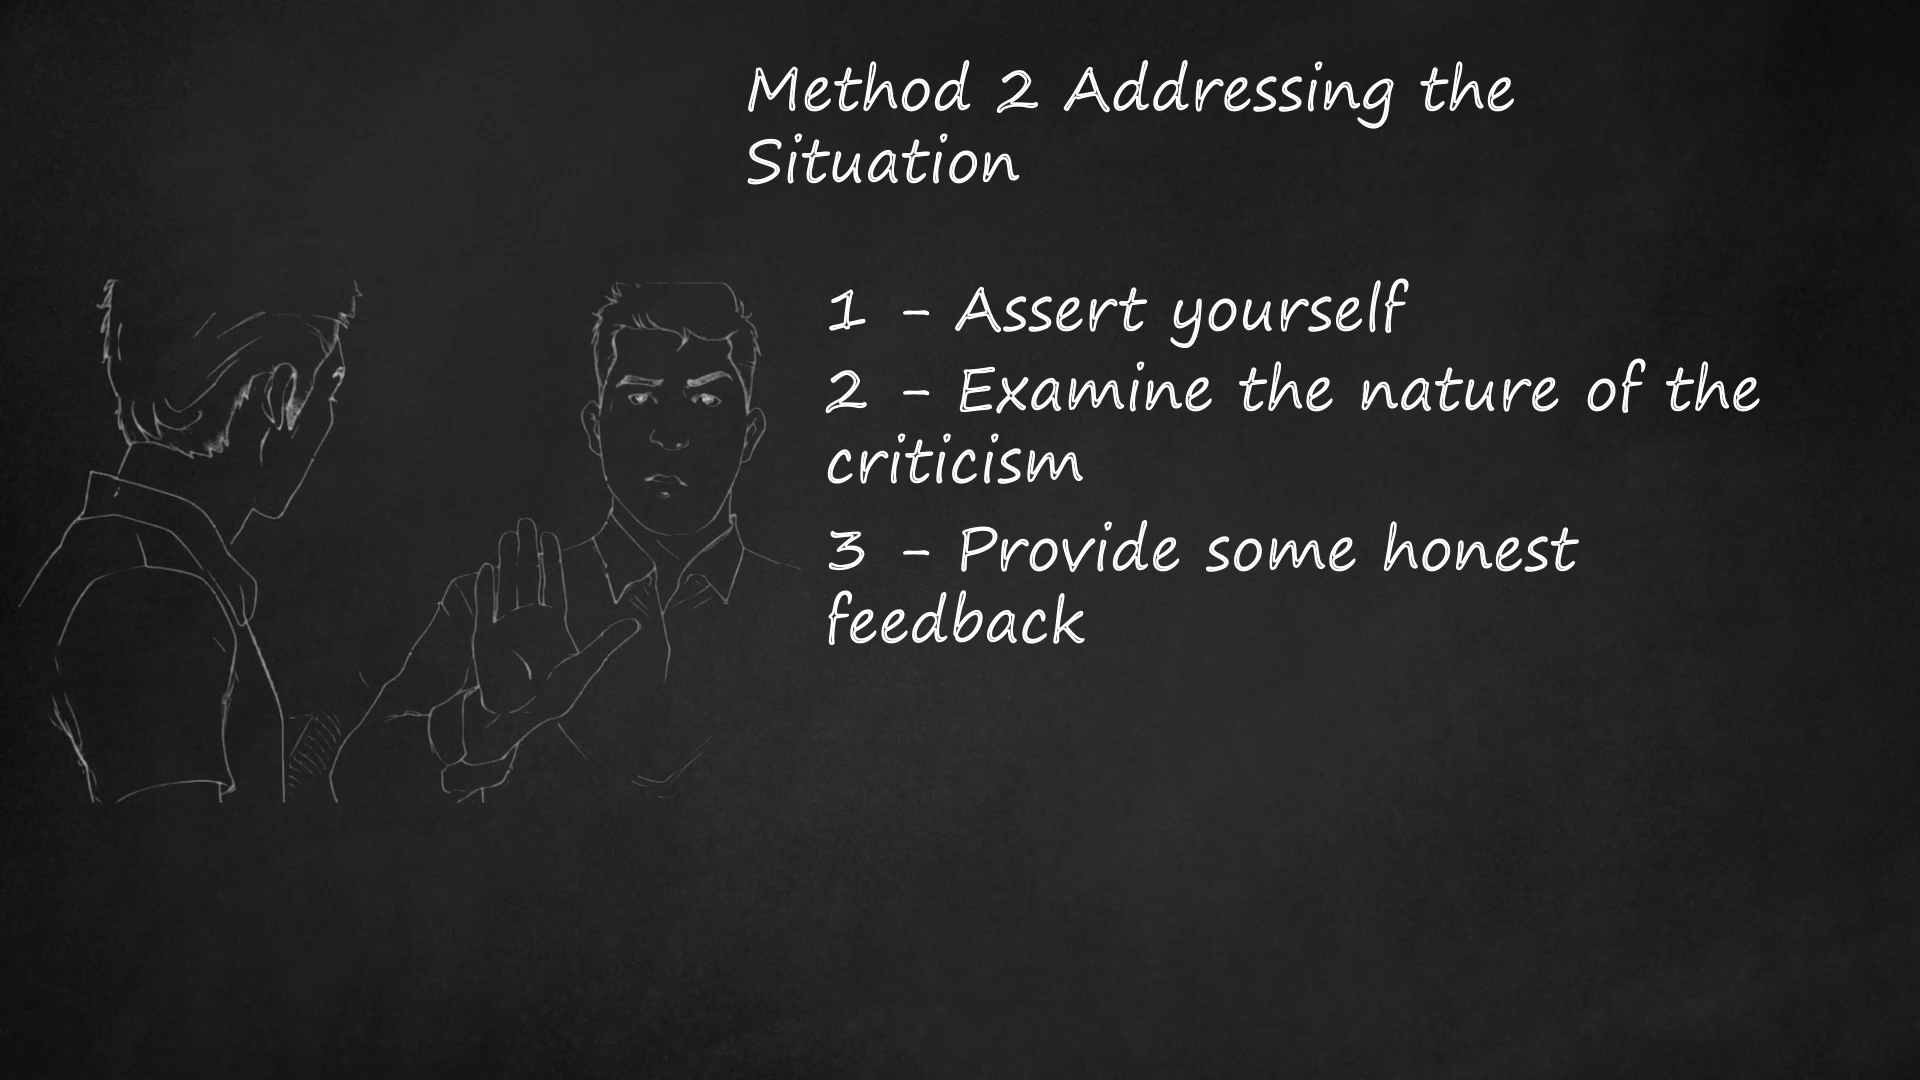 Method 2 Addressing the
Situation
1 - Assert yourself
2 - Examine the nature of the
criticism
3 - Provide some honest
feedback